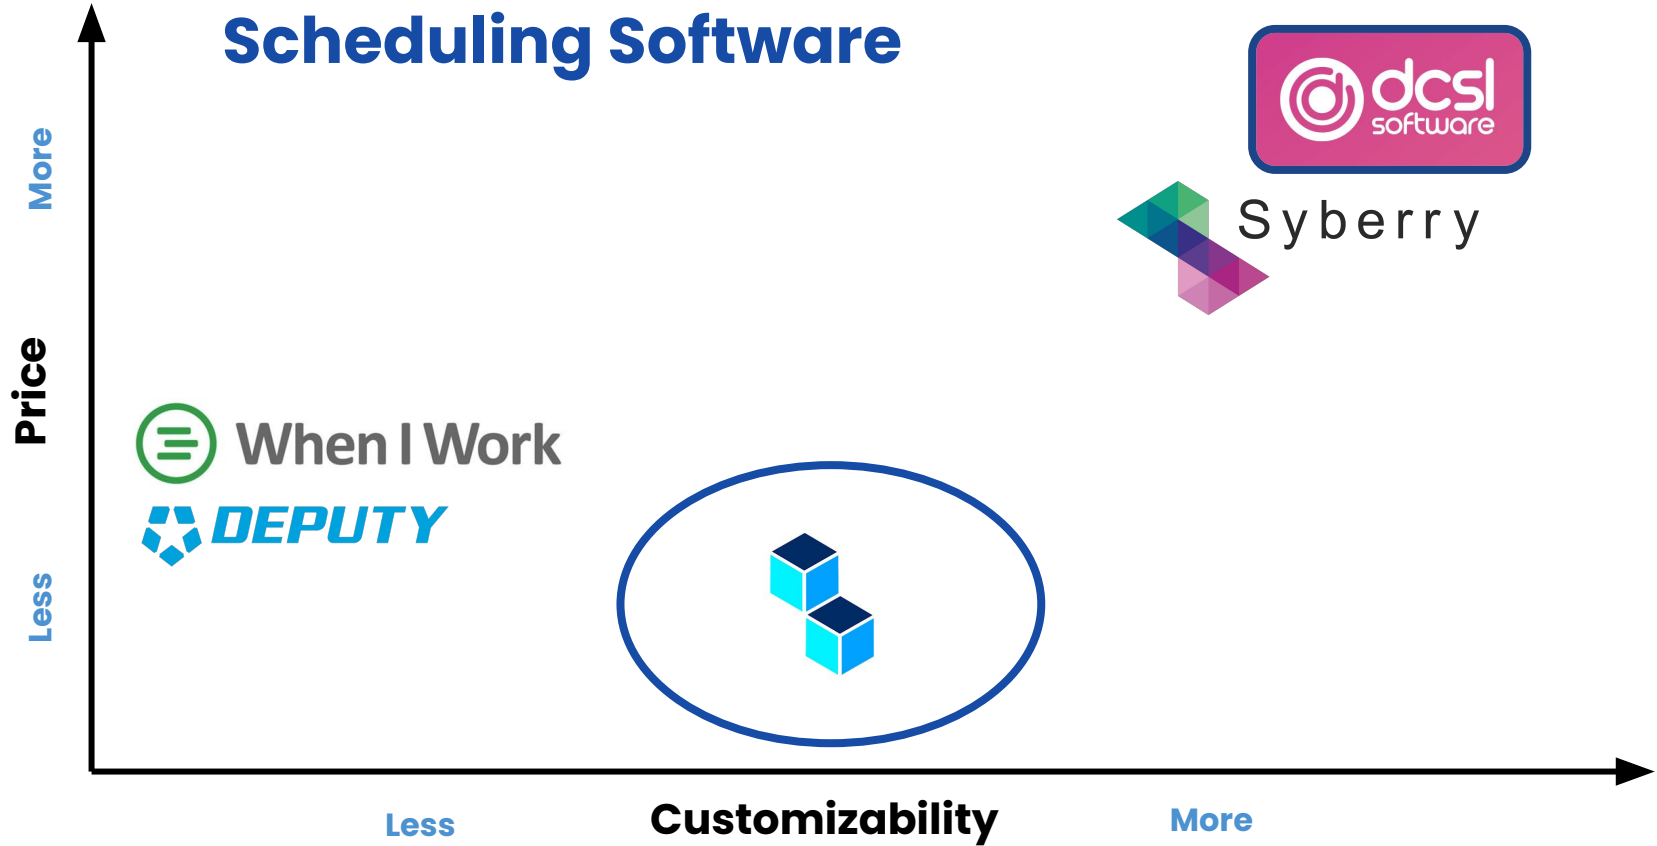 Scheduling Software
dcsl
software
Syberry
More
Price
Less
When I Work
DEPUTY
Less
Customizability
More